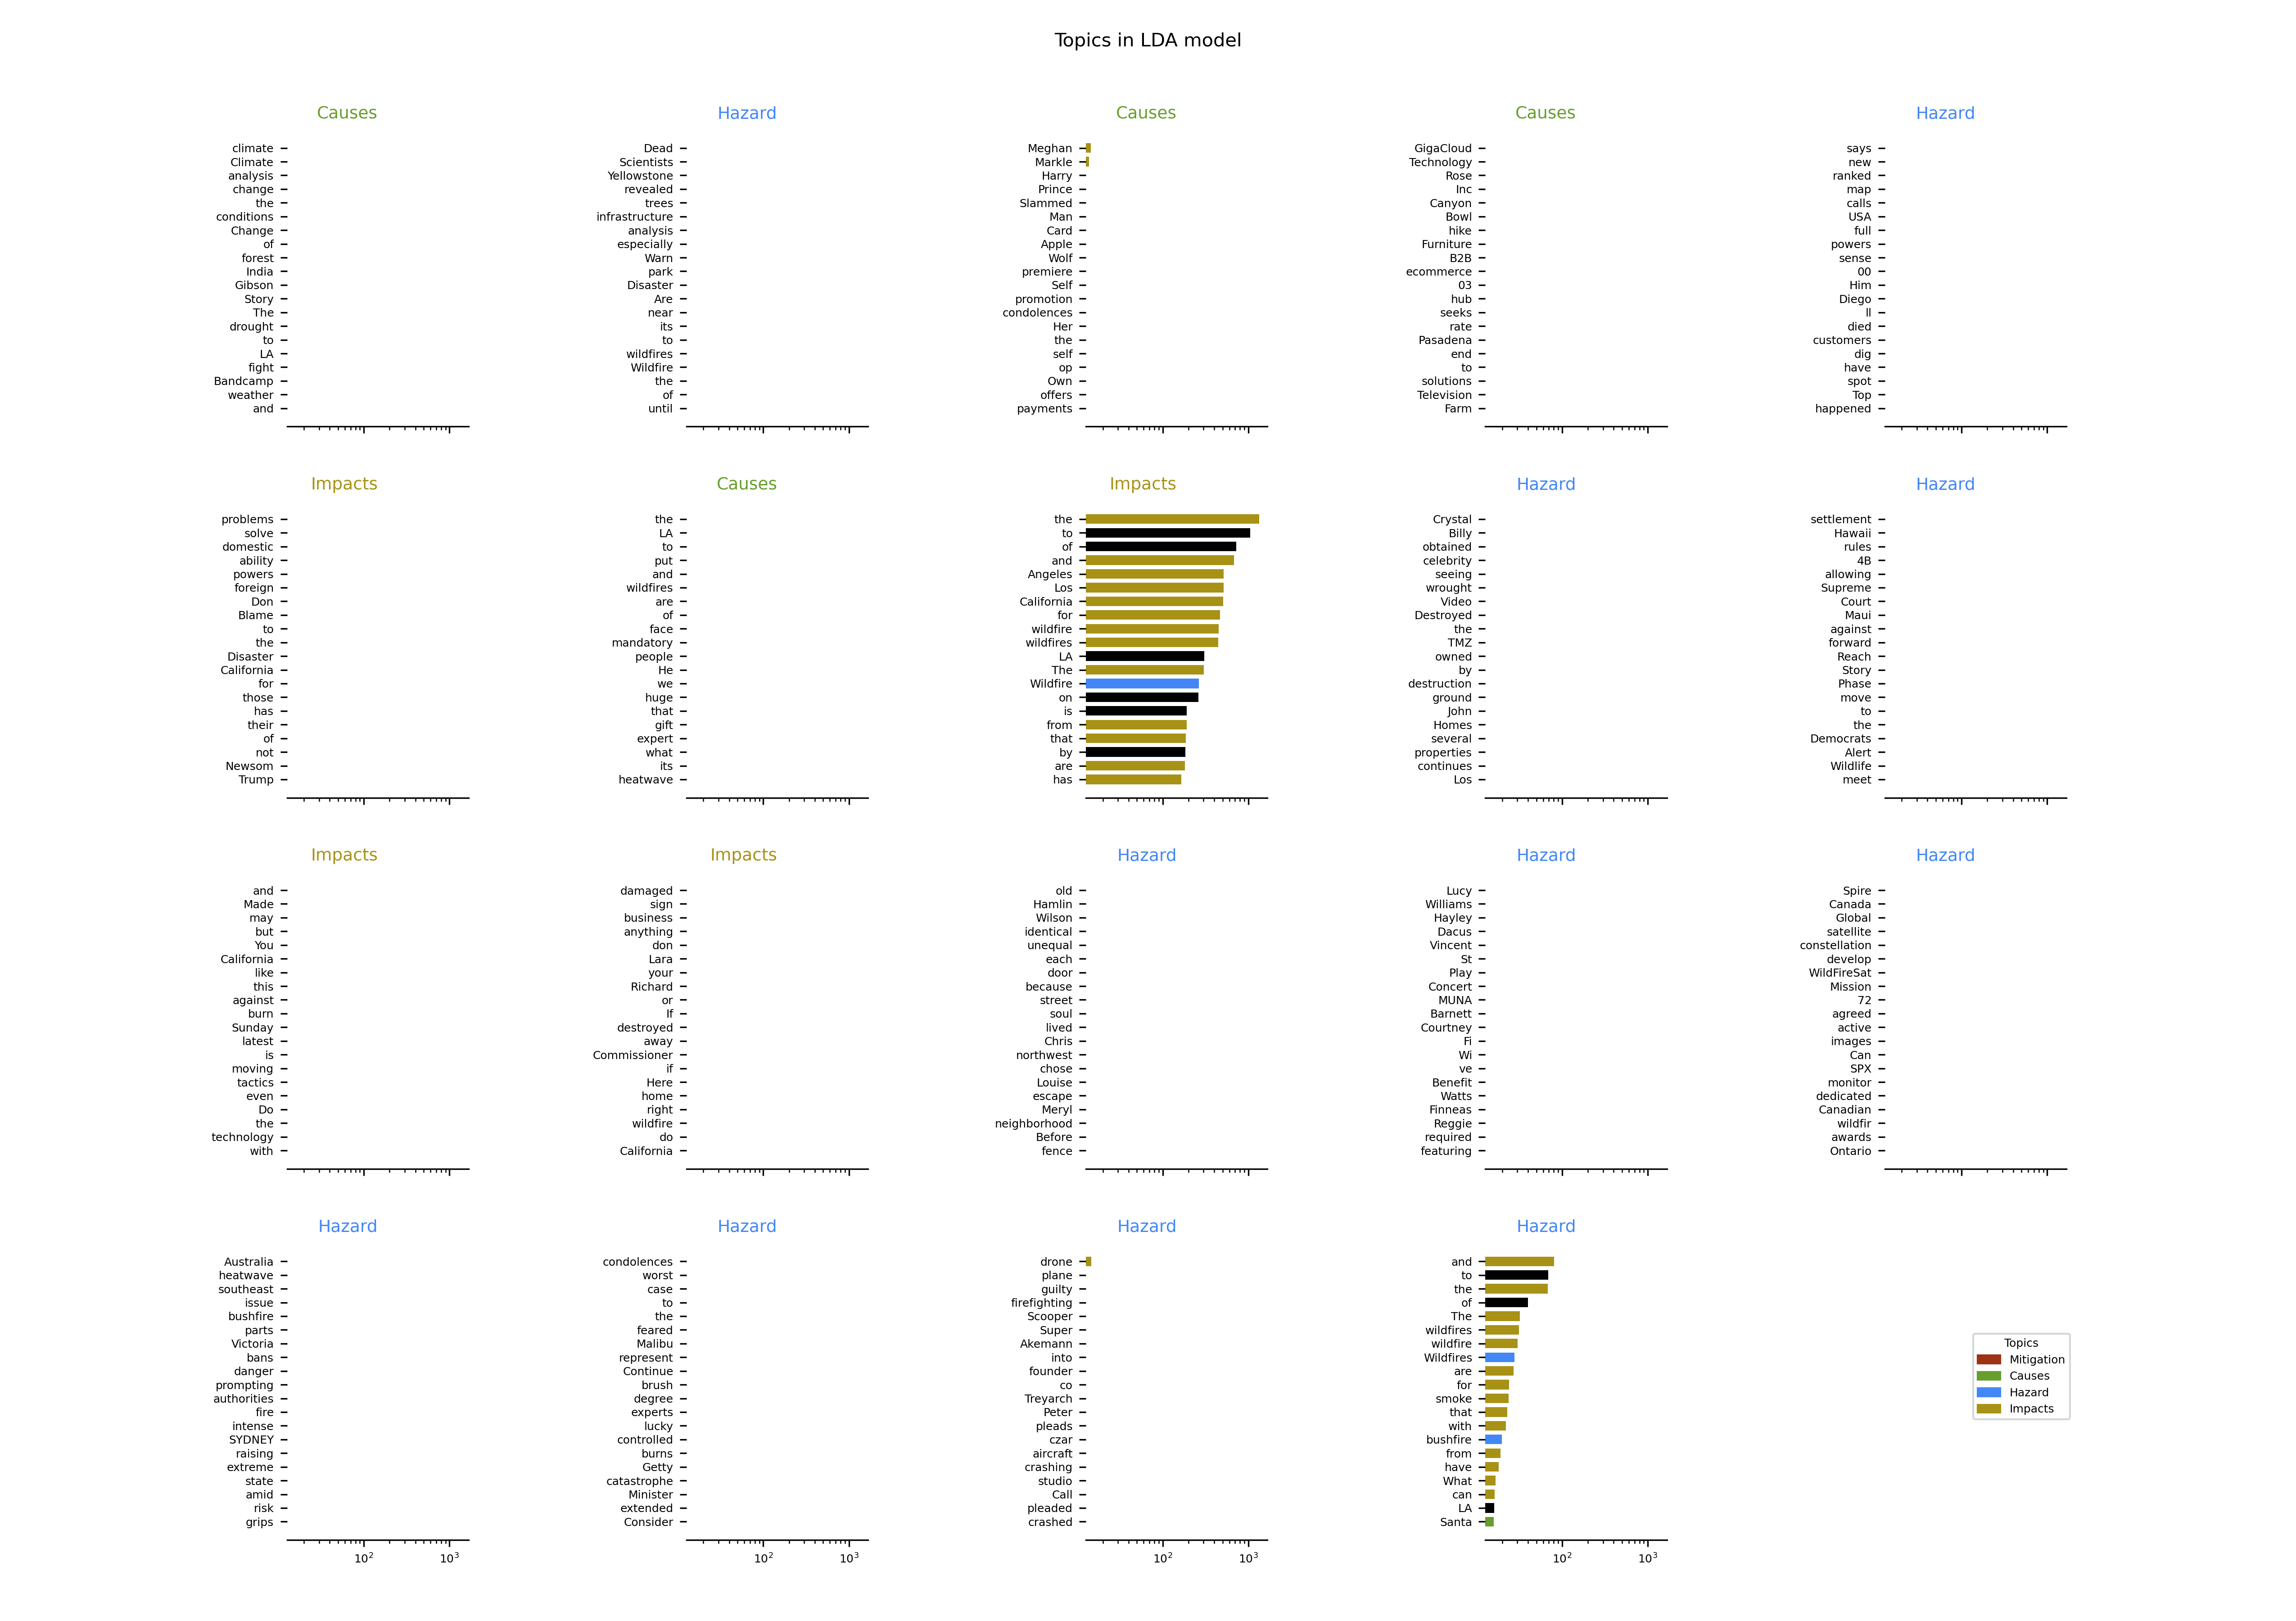 Topics in LDA model
Causes
climate
Climate
analysis
change
the
conditions
Change
of
forest
India
Gibson
Story
The
drought
to
LA
fight
Bandcamp
weather
and
Hazard
Dead
Scientists
Yellowstone
revealed
trees
infrastructure
analysis
especially
Warn
park
Disaster
Are
near
its
to
wildfires
Wildfire
the
of
until
Causes
Meghan
Markle
Harry
Prince
Slammed
Man
Card
Apple
Wolf
premiere
Self
promotion
condolences
Her
the
self
op
Own
offers
payments
Causes
GigaCloud
Technology
Rose
Inc
Canyon
Bowl
hike
Furniture
B2B
ecommerce
03
hub
seeks
rate
Pasadena
end
to
solutions
Television
Farm
Hazard
says
new
ranked
map
calls
USA
full
powers
sense
00
Him
Diego
ll
died
customers
dig
have
spot
Top
happened
Impacts
problems
solve
domestic
ability
powers
foreign
Don
Blame
to
the
Disaster
California
for
those
has
their
of
not
Newsom
Trump
Causes
the
LA
to
put
and
wildfires
are
of
face
mandatory
people
He
we
huge
that
gift
expert
what
its
heatwave
Impacts
the
to
of
and
Angeles
Los
California
for
wildfire
wildfires
LA
The
Wildfire
on
is
from
that
by
are
has
Hazard
Crystal
Billy
obtained
celebrity
seeing
wrought
Video
Destroyed
the
TMZ
owned
by
destruction
ground
John
Homes
several
properties
continues
Los
Hazard
settlement
Hawaii
rules
4B
allowing
Supreme
Court
Maui
against
forward
Reach
Story
Phase
move
to
the
Democrats
Alert
Wildlife
meet
Impacts
and
Made
may
but
You
California
like
this
against
burn
Sunday
latest
is
moving
tactics
even
Do
the
technology
with
Impacts
damaged
sign
business
anything
don
Lara
your
Richard
or
If
destroyed
away
Commissioner
if
Here
home
right
wildfire
do
California
Hazard
old
Hamlin
Wilson
identical
unequal
each
door
because
street
soul
lived
Chris
northwest
chose
Louise
escape
Meryl
neighborhood
Before
fence
Hazard
Lucy
Williams
Hayley
Dacus
Vincent
St
Play
Concert
MUNA
Barnett
Courtney
Fi
Wi
ve
Benefit
Watts
Finneas
Reggie
required
featuring
Hazard
Spire
Canada
Global
satellite
constellation
develop
WildFireSat
Mission
72
agreed
active
images
Can
SPX
monitor
dedicated
Canadian
wildfir
awards
Ontario
Hazard
Australia
heatwave
southeast
issue
bushfire
parts
Victoria
bans
danger
prompting
authorities
fire
intense
SYDNEY
raising
extreme
state
amid
risk
grips
10² 10³
Hazard
condolences
worst
case
to
the
feared
Malibu
represent
Continue
brush
degree
experts
lucky
controlled
burns
Getty
catastrophe
Minister
extended
Consider
10² 10³
Hazard
drone
plane
guilty
firefighting
Scooper
Super
Akemann
into
founder
co
Treyarch
Peter
pleads
czar
aircraft
crashing
studio
Call
pleaded
crashed
10² 10³
Hazard
and
to
the
of
The
wildfires
wildfire
Wildfires
are
for
smoke
that
with
bushfire
from
have
What
can
LA
Santa
10² 10³
Topics
Mitigation
Causes
Hazard
Impacts